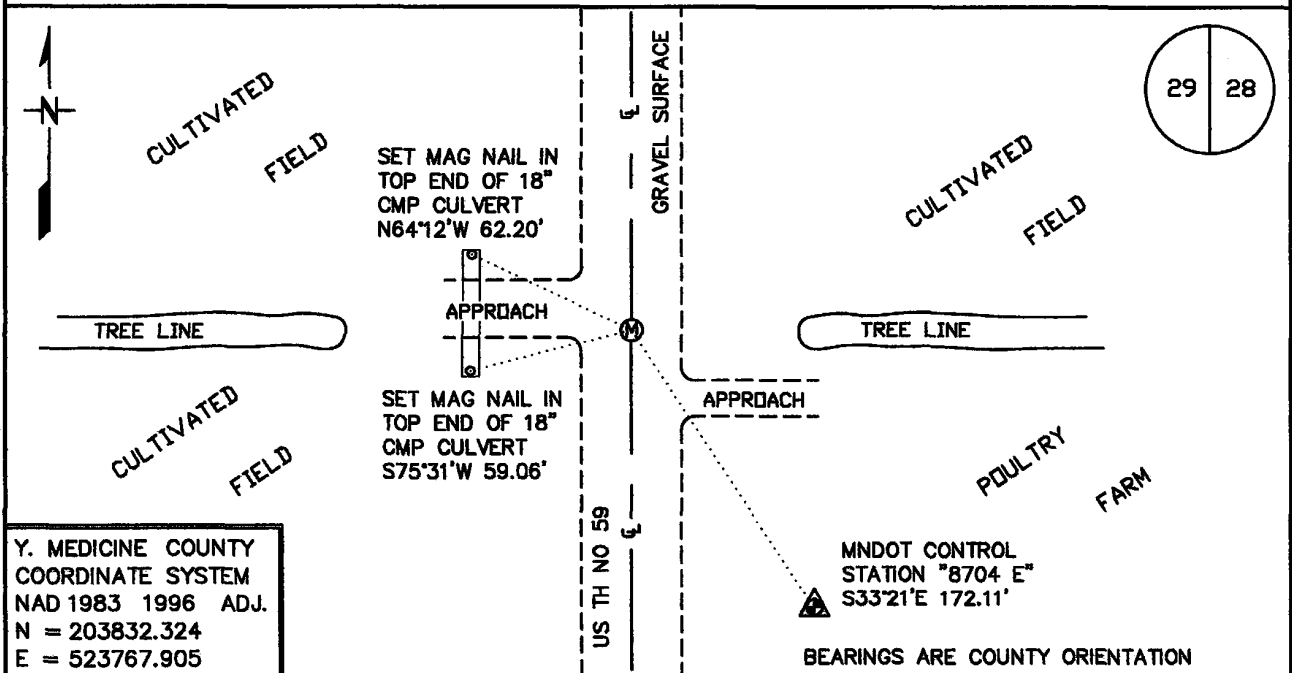 N
CULTIVATED
FIELD
SET MAG NAIL IN
TOP END OF 18"
CMP CULVERT
N64°12'W 62.20'
℄
GRAVEL SURFACE
29 28
CULTIVATED
FIELD
TREE LINE
APPROACH
M
TREE LINE
CULTIVATED
FIELD
SET MAG NAIL IN
TOP END OF 18"
CMP CULVERT
S75°31'W 59.06'
APPROACH
POULTRY
FARM
US TH NO 59
℄
Y. MEDICINE COUNTY
COORDINATE SYSTEM
NAD 1983 1996 ADJ.
N = 203832.324
E = 523767.905
MNDOT CONTROL
STATION "8704 E"
S33°21'E 172.11'
BEARINGS ARE COUNTY ORIENTATION